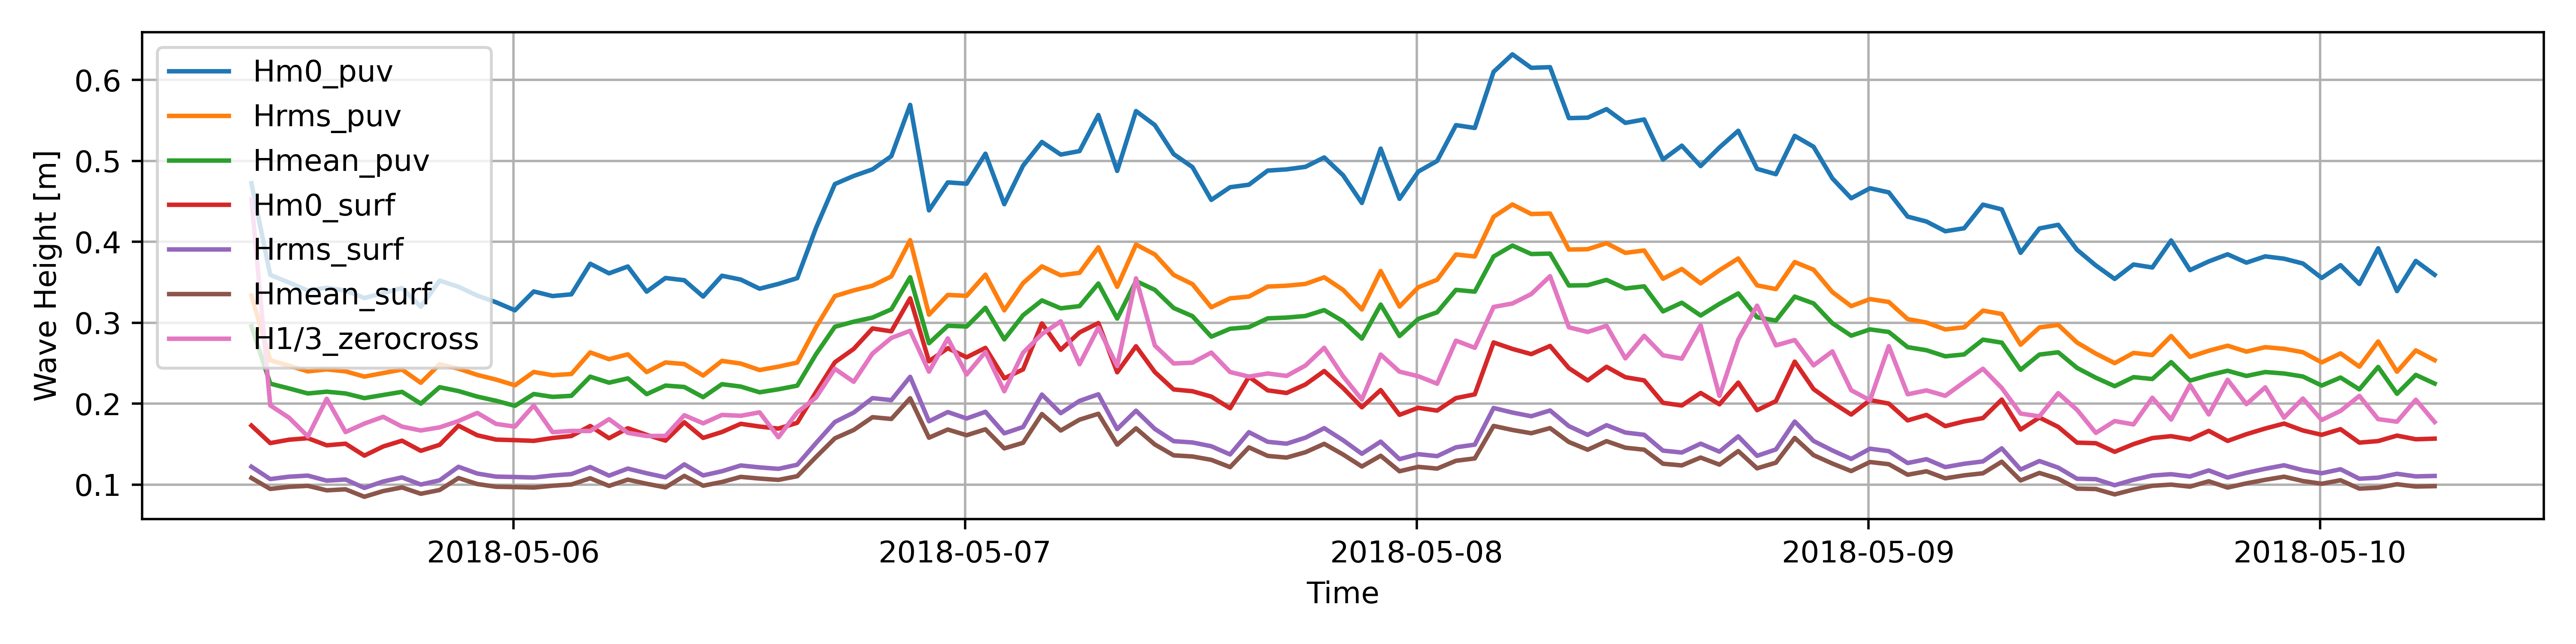 Hm0_puv
Hrms_puv
Hmean_puv
Hm0_surf
Hrms_surf
Hmean_surf
H1/3_zerocross
0.6
0.5
0.4
0.3
0.2
0.1
Wave Height [m]
2018-05-06 2018-05-07 2018-05-08 2018-05-09 2018-05-10
Time